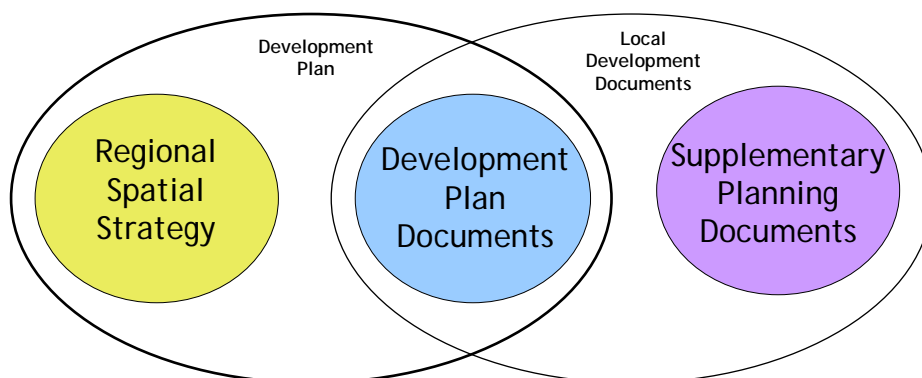 Development
Plan
Local
Development
Documents
Regional
Spatial
Strategy
Development
Plan
Documents
Supplementary
Planning
Documents